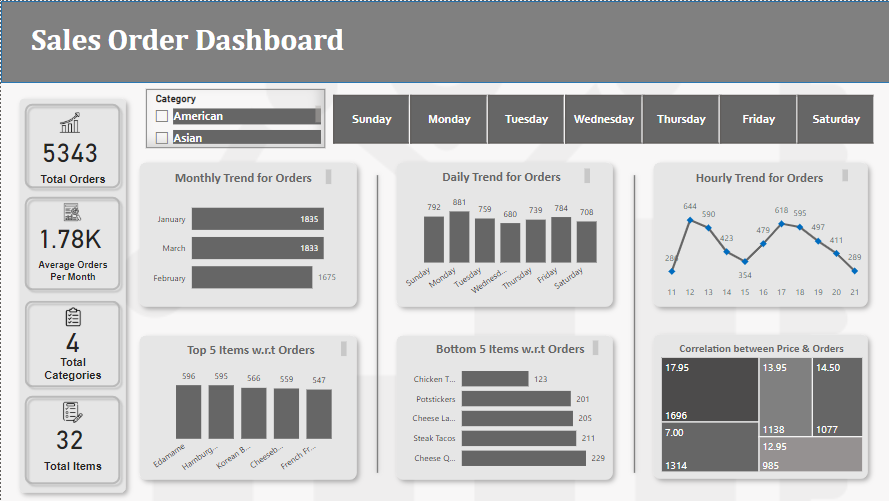 Sales Order Dashboard
5343
Total Orders
1.78K
Average Orders
Per Month
4
Total
Categories
32
Total Items
Category
American
Asian
Sunday Monday Tuesday Wednesday Thursday Friday Saturday
Monthly Trend for Orders
January 1835
March 1833
February 1675
Daily Trend for Orders
792 881 759 680 739 784 708
Sunday Monday Tuesday Wednesd... Thursday Friday Saturday
Hourly Trend for Orders
284 644 590 423 354 479 618 595 497 411 289
11 12 13 14 15 16 17 18 19 20 21
Top 5 Items w.r.t Orders
596 595 566 559 547
Edamame Hamburg... Korean B... Cheeseb... French Fr...
Bottom 5 Items w.r.t Orders
Chicken T... 123
Potstickers 201
Cheese La... 205
Steak Tacos 211
Cheese Q... 229
Correlation between Price & Orders
17.95
1696
7.00
1314
13.95
1138
14.50
1077
12.95
985